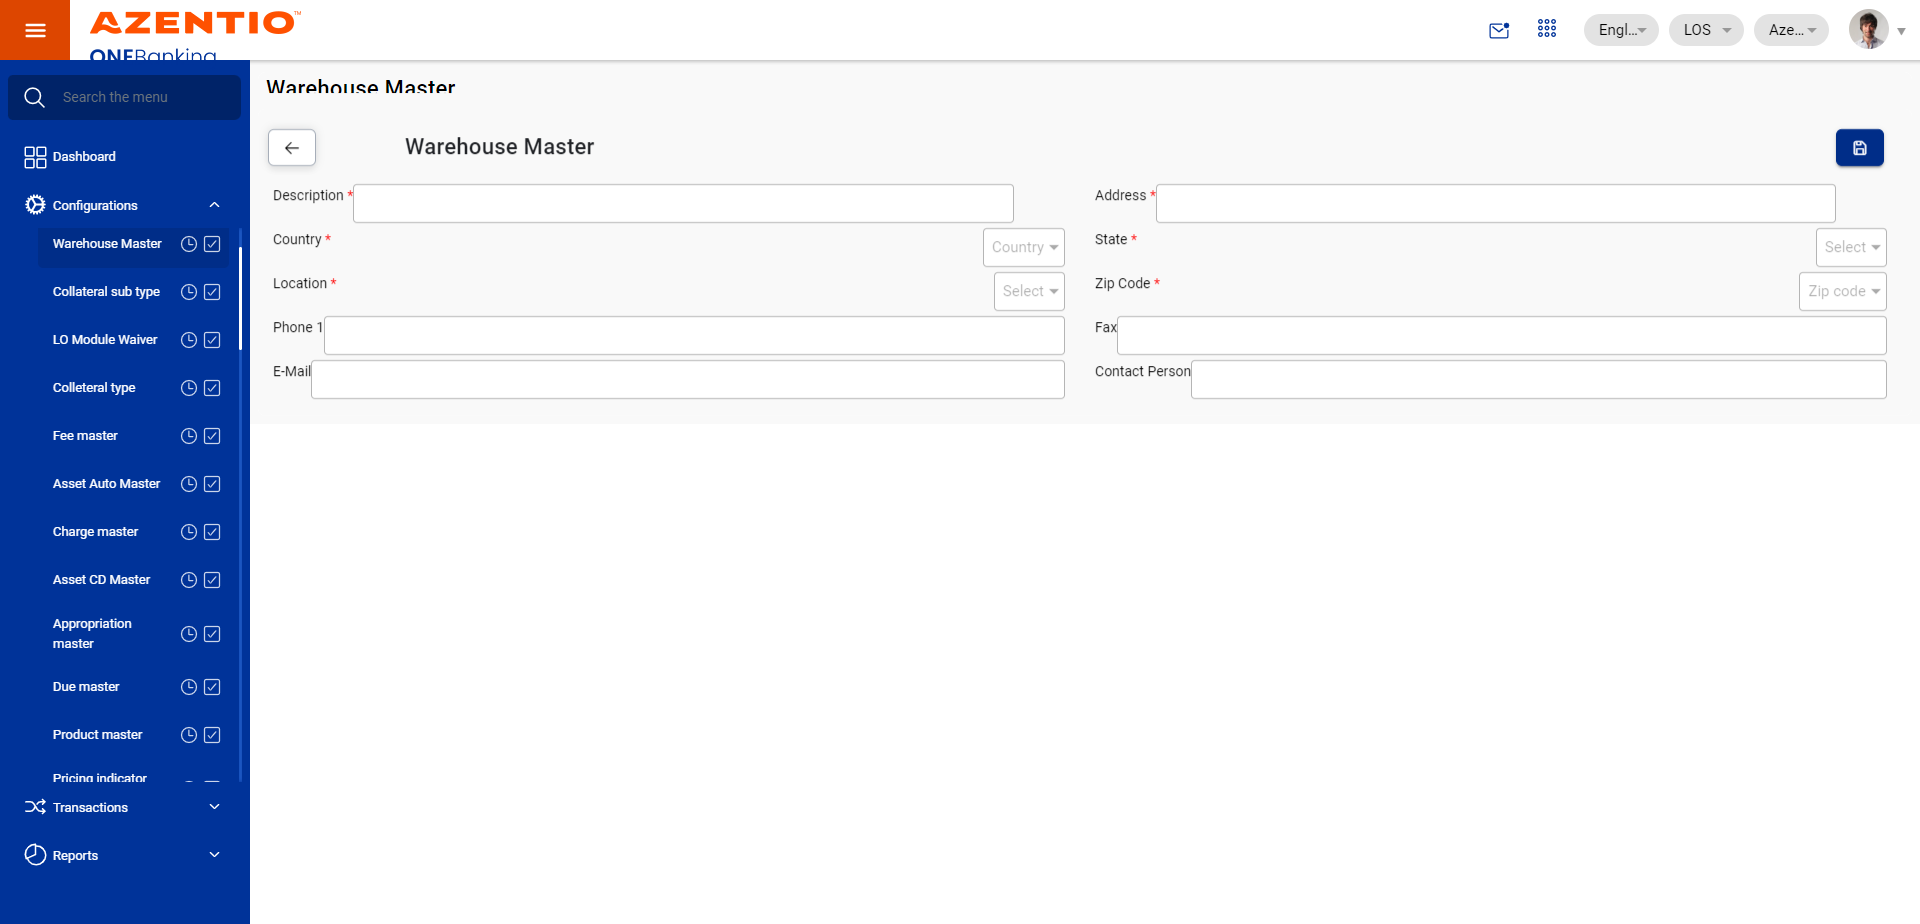 AZENTIO™
ONEBanking
Engl...
LOS
Aze...
Search the menu
Dashboard
Configurations
Warehouse Master
Collateral sub type
LO Module Waiver
Colleteral type
Fee master
Asset Auto Master
Charge master
Asset CD Master
Appropriation
master
Due master
Product master
Pricing indicator
Transactions
Reports
Warehouse Master
Warehouse Master
Description *
Address *
Country *
Country
State *
Select
Location *
Select
Zip Code *
Zip code
Phone 1
Fax
E-Mail
Contact Person